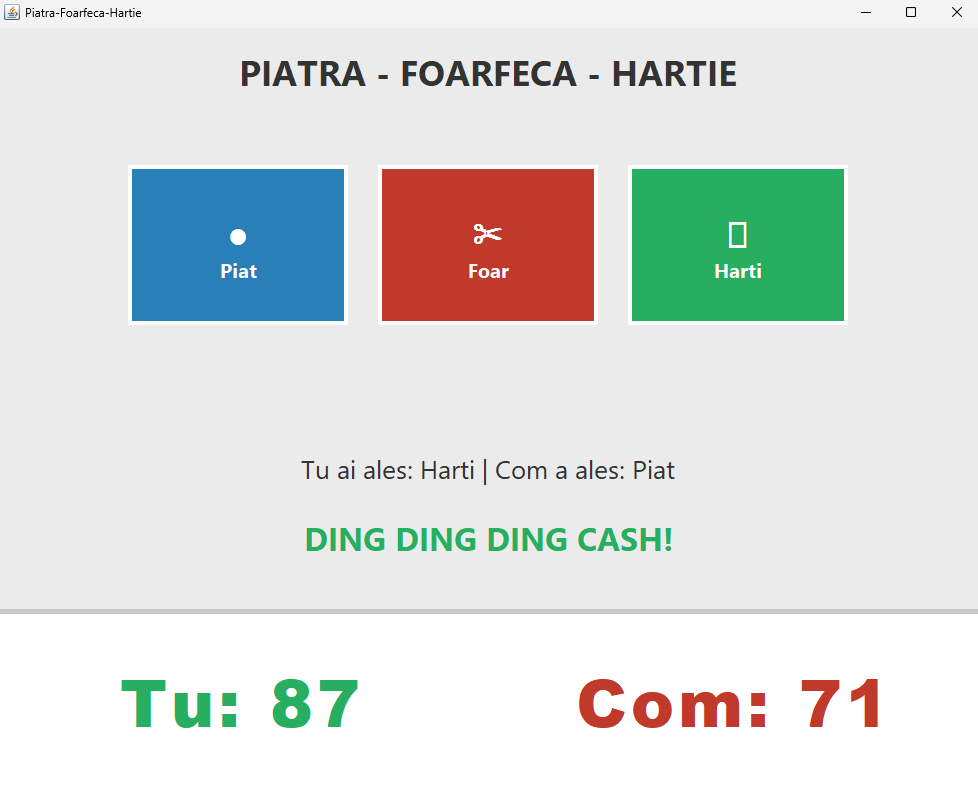 Piatra-Foarfeca-Hartie
PIATRA - FOARFECA - HARTIE
Piat
Foar
Harti
Tu ai ales: Harti | Com a ales: Piat
DING DING DING CASH!
Tu: 87
Com: 71